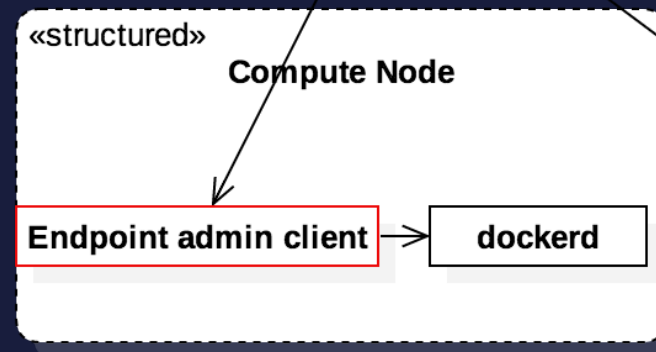 «structured»
Compute Node
Endpoint admin client
dockerd